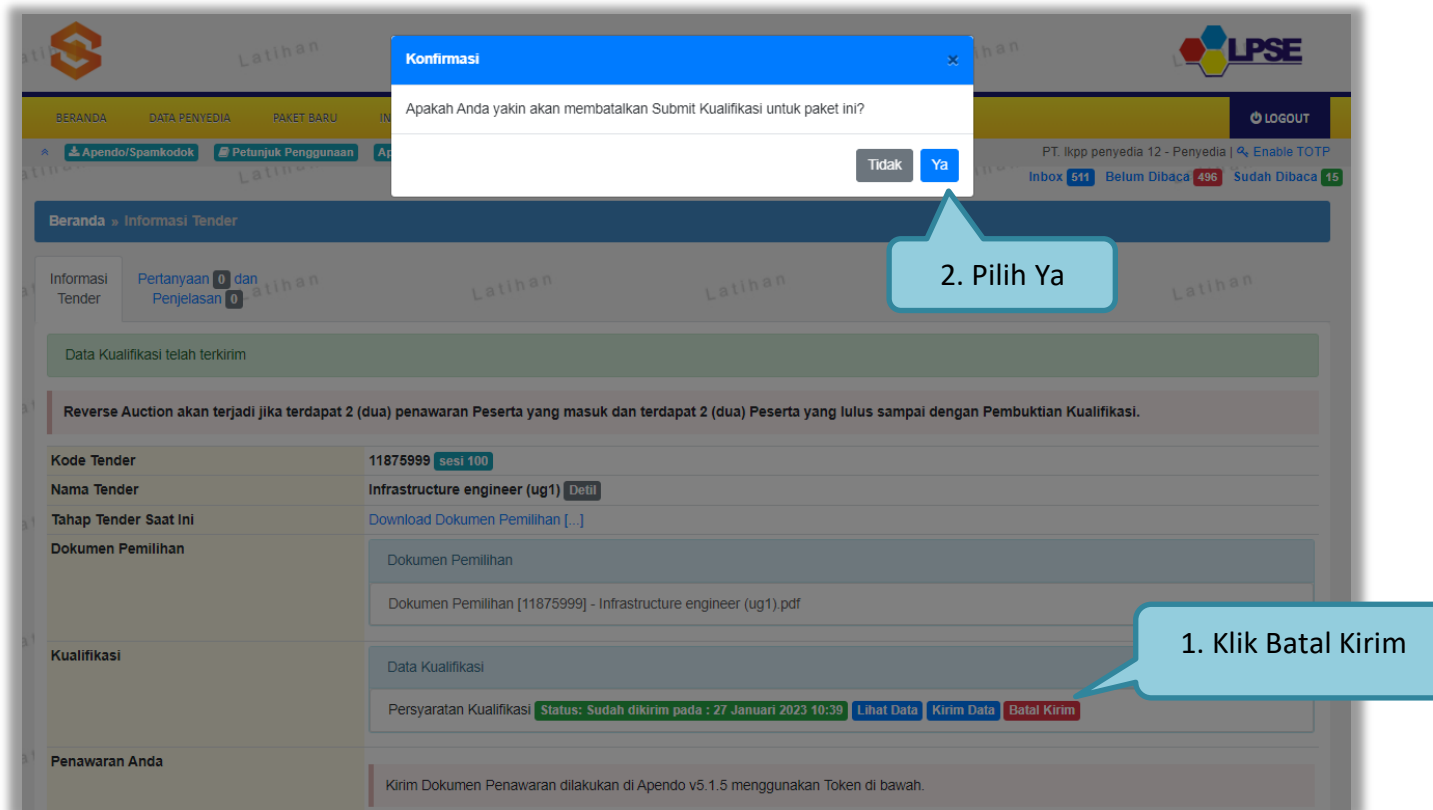 Latihan
Konfirmasi ×
Apakah Anda yakin akan membatalkan Submit Kualifikasi untuk paket ini?
Tidak Ya
LPSE
BERANDA DATA PENYEDIA PAKET BARU LOGOUT
Apendo/Spamkodok Petunjuk Penggunaan PT. lkpp penyedia 12 - Penyedia | Enable TOTP
Latihan
Inbox 511 Belum Dibaca 496 Sudah Dibaca 15
Beranda » Informasi Tender
2. Pilih Ya
Informasi Tender
Pertanyaan 0 dan
Penjelasan 0
Latihan Latihan Latihan Latihan
Data Kualifikasi telah terkirim
Reverse Auction akan terjadi jika terdapat 2 (dua) penawaran Peserta yang masuk dan terdapat 2 (dua) Peserta yang lulus sampai dengan Pembuktian Kualifikasi.
Kode Tender 11875999 sesi 100
Nama Tender Infrastructure engineer (ug1) Detil
Tahap Tender Saat Ini Download Dokumen Pemilihan [...]
Dokumen Pemilihan Dokumen Pemilihan
Dokumen Pemilihan [11875999] - Infrastructure engineer (ug1).pdf
1. Klik Batal Kirim
Kualifikasi Data Kualifikasi
Persyaratan Kualifikasi Status: Sudah dikirim pada : 27 Januari 2023 10:39 Lihat Data Kirim Data Batal Kirim
Penawaran Anda
Kirim Dokumen Penawaran dilakukan di Apendo v5.1.5 menggunakan Token di bawah.